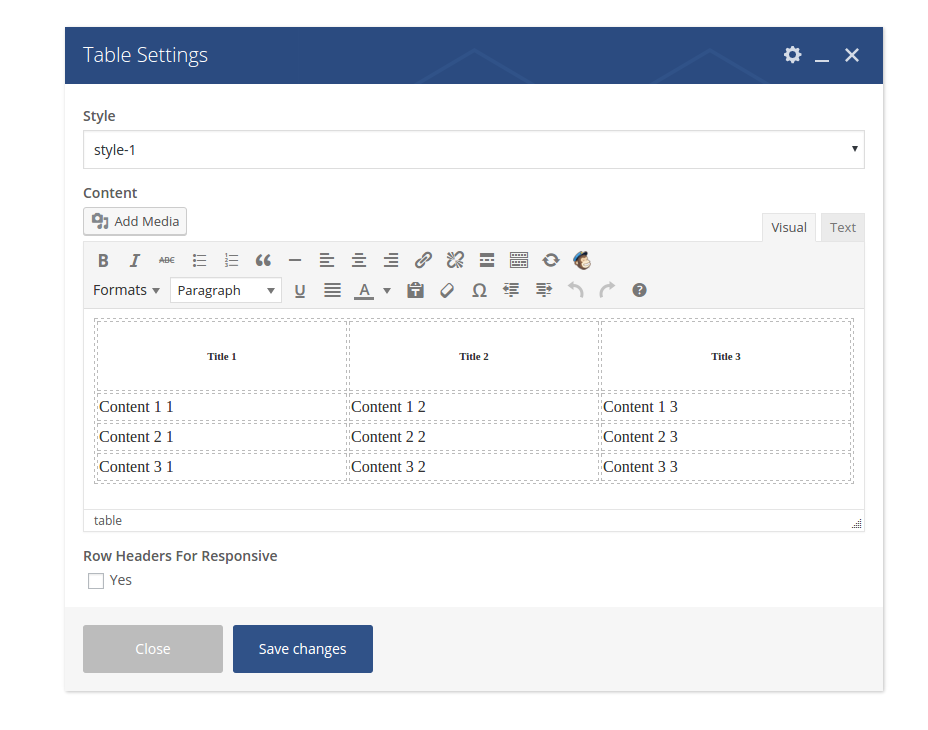 Table Settings
Style
style-1
Content
Add Media
Visual Text
B I ABC
Formats Paragraph U A T Ω ?
Title 1 Title 2 Title 3
Content 1 1 Content 1 2 Content 1 3
Content 2 1 Content 2 2 Content 2 3
Content 3 1 Content 3 2 Content 3 3
table
Row Headers For Responsive
Yes
Close Save changes